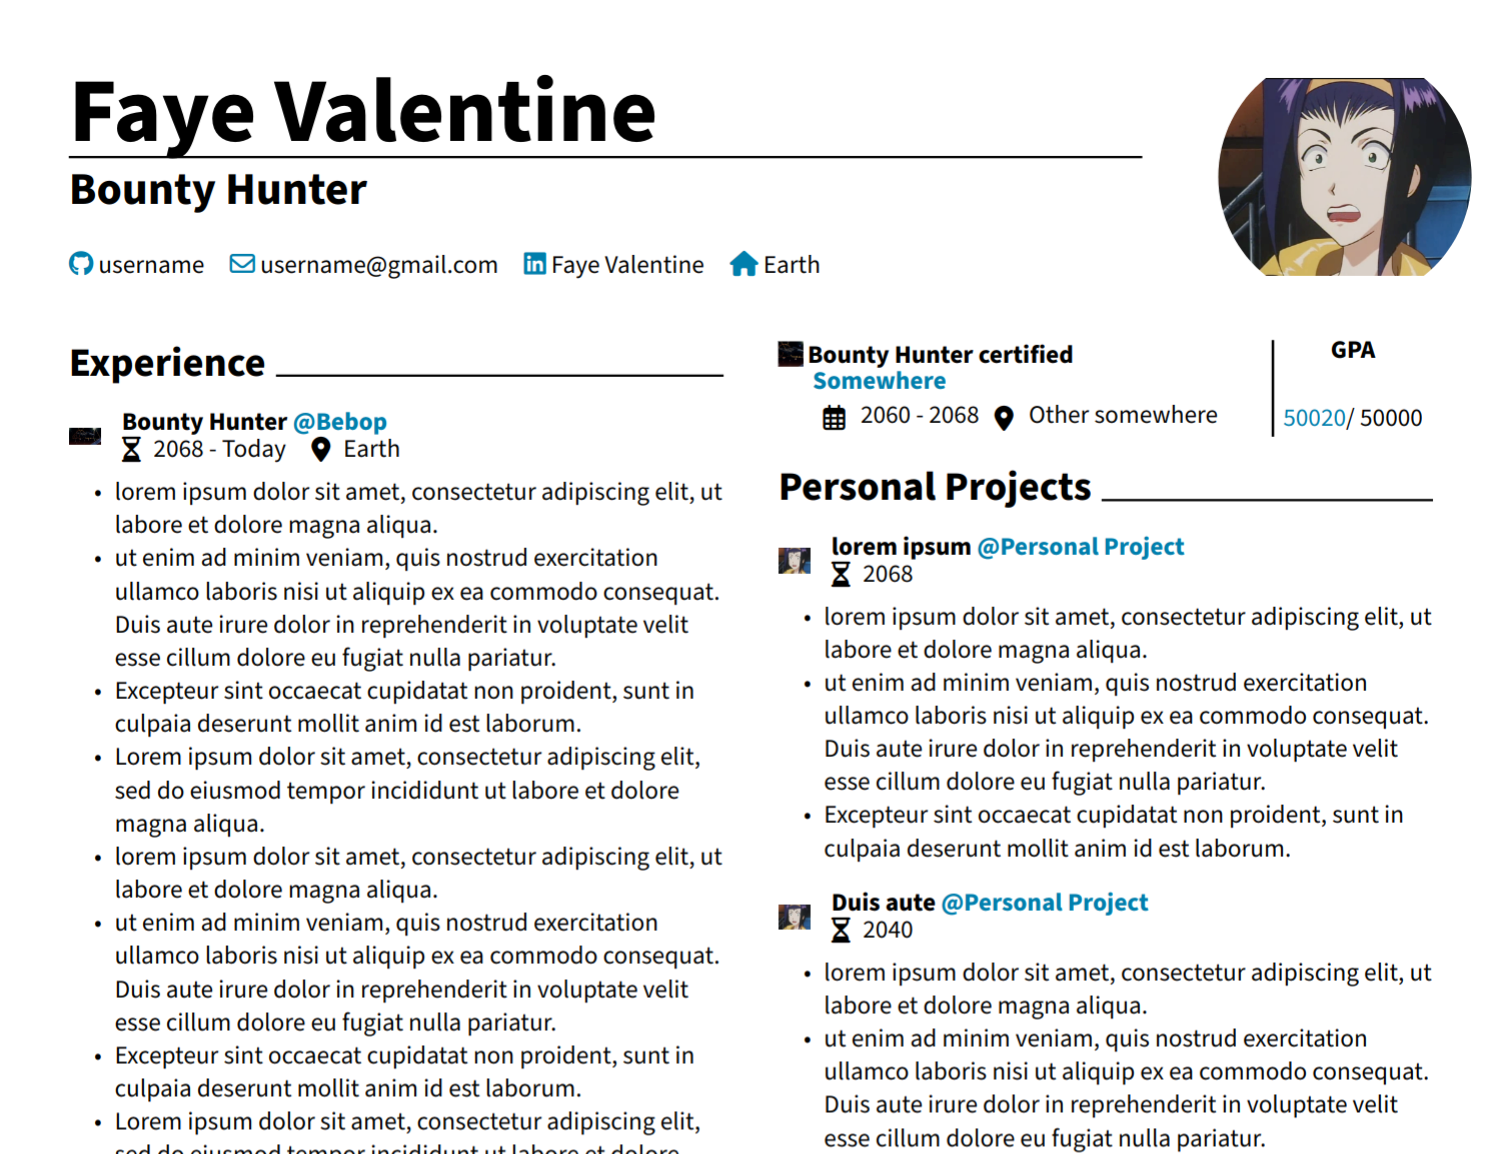 Faye Valentine
Bounty Hunter
username username@gmail.com Faye Valentine Earth
Experience
Bounty Hunter @Bebop
2068 - Today Earth
• lorem ipsum dolor sit amet, consectetur adipiscing elit, ut
labore et dolore magna aliqua.
• ut enim ad minim veniam, quis nostrud exercitation
ullamco laboris nisi ut aliquip ex ea commodo consequat.
Duis aute irure dolor in reprehenderit in voluptate velit
esse cillum dolore eu fugiat nulla pariatur.
• Excepteur sint occaecat cupidatat non proident, sunt in
culpaia deserunt mollit anim id est laborum.
• Lorem ipsum dolor sit amet, consectetur adipiscing elit,
sed do eiusmod tempor incididunt ut labore et dolore
magna aliqua.
• lorem ipsum dolor sit amet, consectetur adipiscing elit, ut
labore et dolore magna aliqua.
• ut enim ad minim veniam, quis nostrud exercitation
ullamco laboris nisi ut aliquip ex ea commodo consequat.
Duis aute irure dolor in reprehenderit in voluptate velit
esse cillum dolore eu fugiat nulla pariatur.
• Excepteur sint occaecat cupidatat non proident, sunt in
culpaia deserunt mollit anim id est laborum.
• Lorem ipsum dolor sit amet, consectetur adipiscing elit,
sed do eiusmod tempor incididunt ut labore et dolore
Bounty Hunter certified
Somewhere
2060 - 2068 Other somewhere
GPA
50020/ 50000
Personal Projects
lorem ipsum @Personal Project
2068
• lorem ipsum dolor sit amet, consectetur adipiscing elit, ut
labore et dolore magna aliqua.
• ut enim ad minim veniam, quis nostrud exercitation
ullamco laboris nisi ut aliquip ex ea commodo consequat.
Duis aute irure dolor in reprehenderit in voluptate velit
esse cillum dolore eu fugiat nulla pariatur.
• Excepteur sint occaecat cupidatat non proident, sunt in
culpaia deserunt mollit anim id est laborum.
Duis aute @Personal Project
2040
• lorem ipsum dolor sit amet, consectetur adipiscing elit, ut
labore et dolore magna aliqua.
• ut enim ad minim veniam, quis nostrud exercitation
ullamco laboris nisi ut aliquip ex ea commodo consequat.
Duis aute irure dolor in reprehenderit in voluptate velit
esse cillum dolore eu fugiat nulla pariatur.